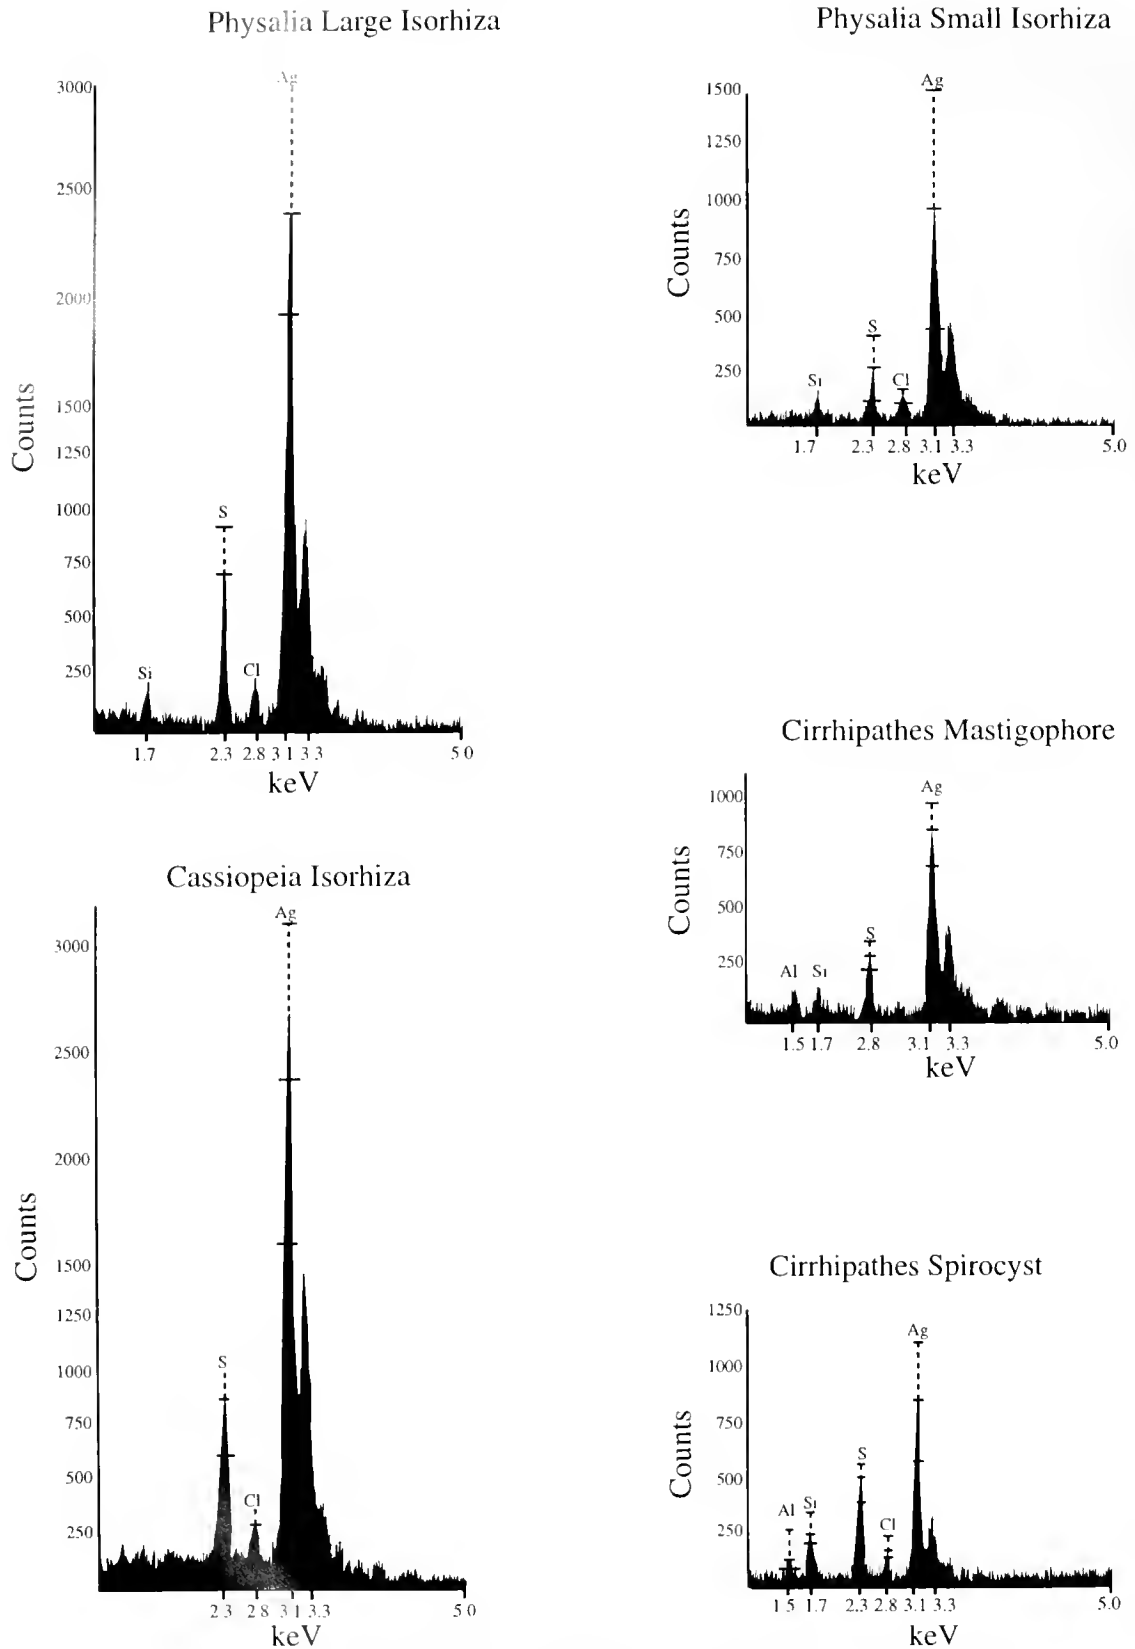 Physalia Large Isorhiza
Ag
3000
2500
2000
1500
1250
1000
750
500
250
Counts
S
Si
Cl
1.7 2.3 2.8 3 1 3 3 5 0
keV
Physalia Small Isorhiza
Ag
1500
1250
1000
750
500
250
Counts
S
Si
Cl
1.7 2.3 2.8 3.1 3.3 5.0
keV
Cirrhipathes Mastigophore
Ag
1000
750
500
250
Counts
S
Al Si
1.5 1.7 2.8 3.1 3.3 5.0
keV
Cassiopeia Isorhiza
Ag
3000
2500
2000
1500
1250
1000
750
500
250
Counts
S
Cl
2 3 2 8 3 1 3.3 5 0
keV
Cirrhipathes Spirocyst
1250
Ag
1000
750
500
250
Counts
S
Al Si
Cl
1.5 1.7 2.3 2.8 3.1 3.3 5.0
keV